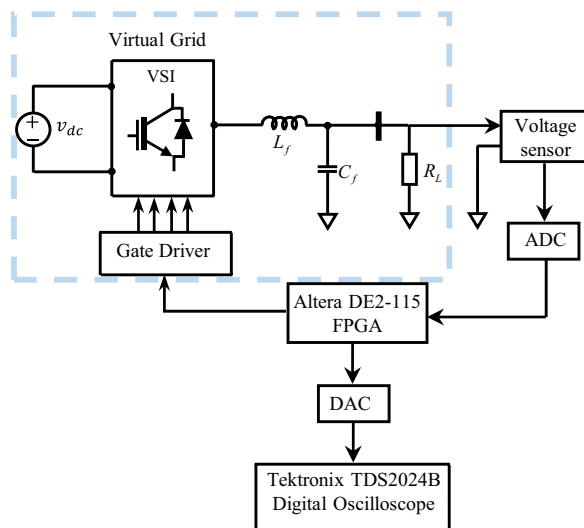 Virtual Grid
VSI
v_dc
L_f
C_f
R_L
Voltage
sensor
Gate Driver
ADC
Altera DE2-115
FPGA
DAC
Tektronix TDS2024B
Digital Oscilloscope